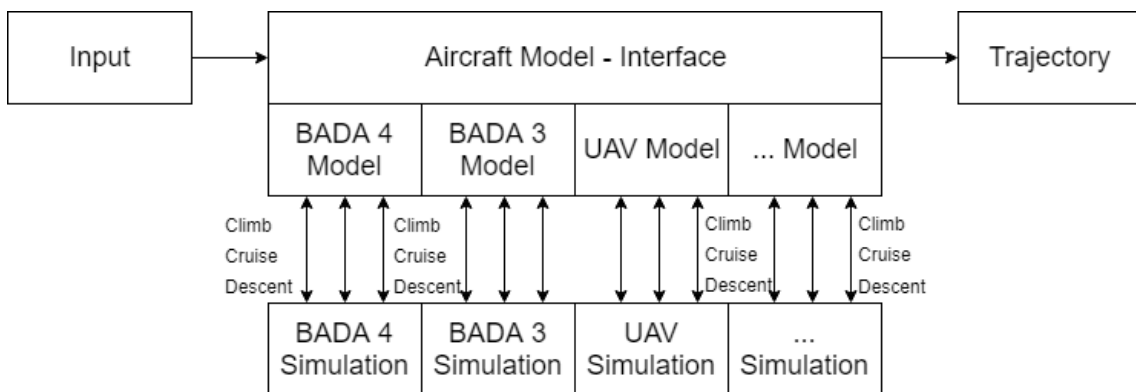 Input
Aircraft Model - Interface
Trajectory
BADA 4
Model
BADA 3
Model
UAV Model
... Model
Climb
Cruise
Descent
Climb
Cruise
Descent
Climb
Cruise
Descent
Climb
Cruise
Descent
BADA 4
Simulation
BADA 3
Simulation
UAV
Simulation
...
Simulation